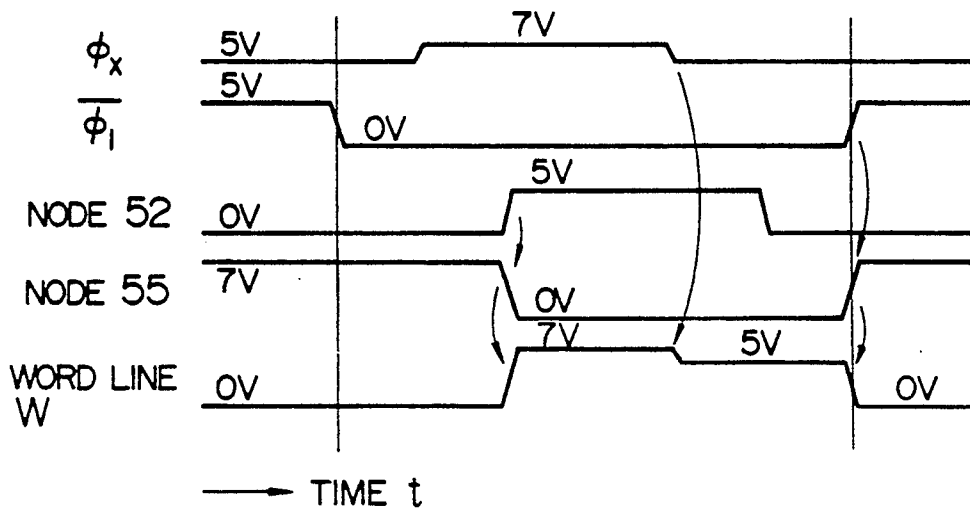 7V
ϕx 5V
ϕ̅1̅ 5V
0V
5V
NODE 52 0V
7V
NODE 55
0V
7V 5V
WORD LINE
W 0V 0V
TIME t